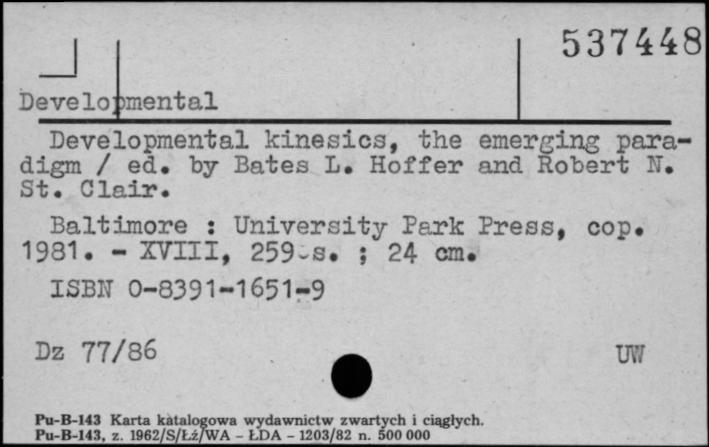 537448
Developmental
Developmental kinesics, the emerging para-
digm / ed. by Bates L. Hoffer and Robert N.
St. Clair.
Baltimore : University Park Press, cop.
1981. - XVIII, 259 s. ; 24 cm.
ISBN 0-8391-1651-9
Dz 77/86 UW
Pu-B-143 Karta katalogowa wydawnictw zwartych i ciągłych.
Pu-B-143, z. 1962/S/Łź/WA - ŁDA - 1203/82 n. 500 000